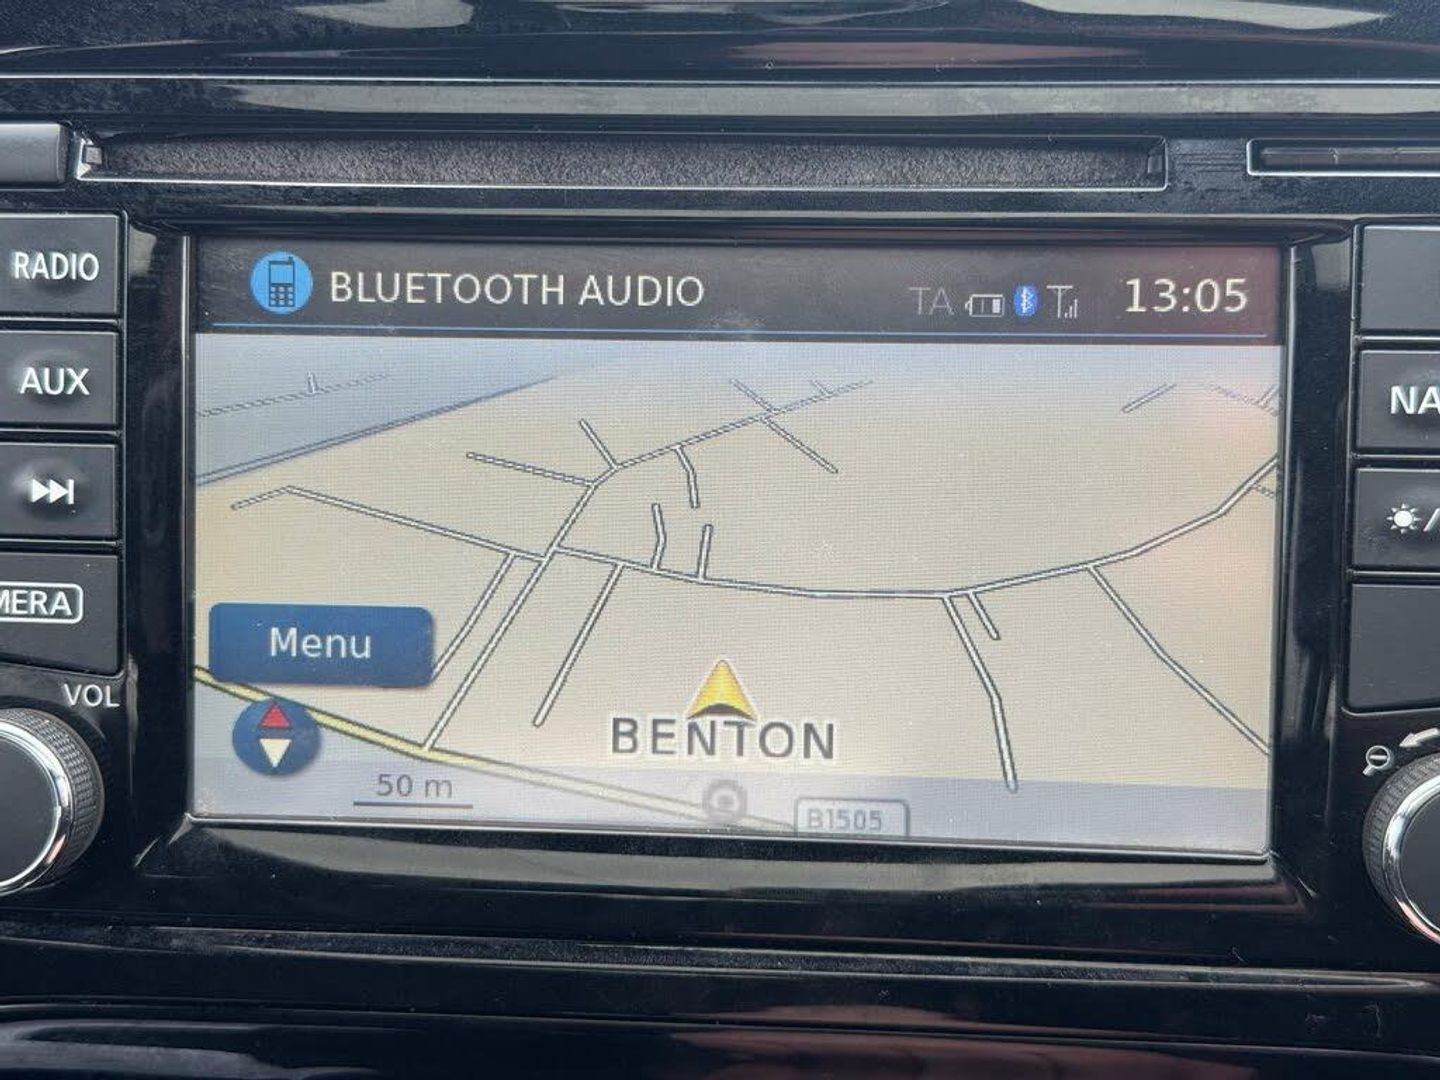 RADIO
AUX
MERA
VOL
BLUETOOTH AUDIO
TA
13:05
Menu
BENTON
50 m
B1505
NA